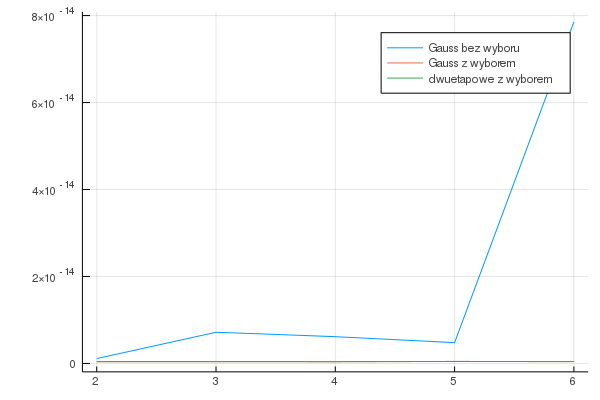 8×10⁻¹⁴
Gauss bez wyboru
Gauss z wyborem
dwuetapowe z wyborem
6×10⁻¹⁴
4×10⁻¹⁴
2×10⁻¹⁴
0
2 3 4 5 6